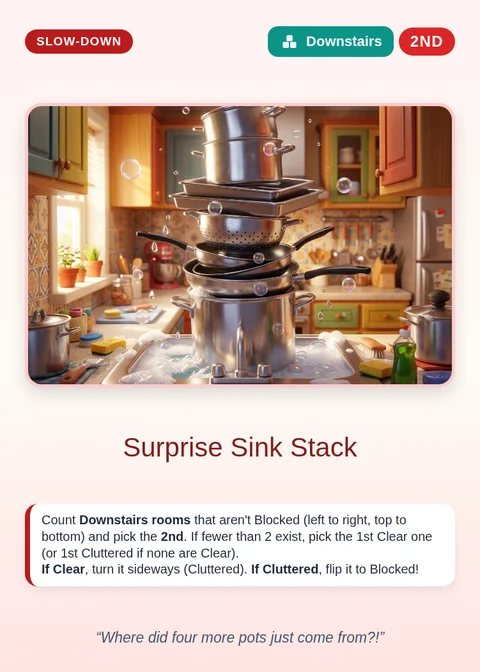 SLOW-DOWN
Downstairs
2ND
Surprise Sink Stack
Count Downstairs rooms that aren't Blocked (left to right, top to
bottom) and pick the 2nd. If fewer than 2 exist, pick the 1st Clear one
(or 1st Cluttered if none are Clear).
If Clear, turn it sideways (Cluttered). If Cluttered, flip it to Blocked!
“Where did four more pots just come from?!”